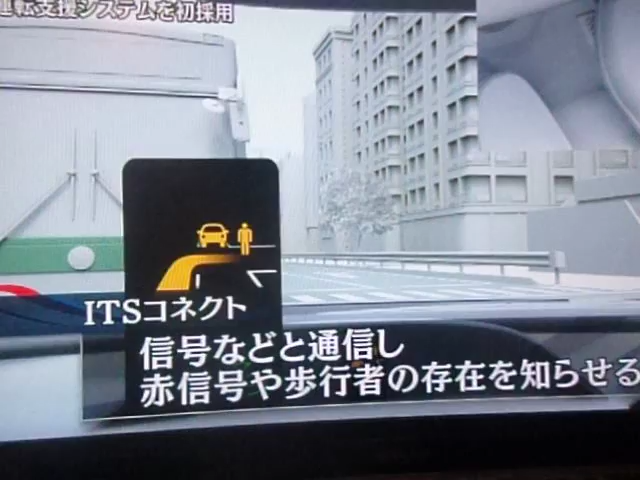 運転支援システムを初採用
ITSコネクト
信号などと通信し
赤信号や歩行者の存在を知らせる